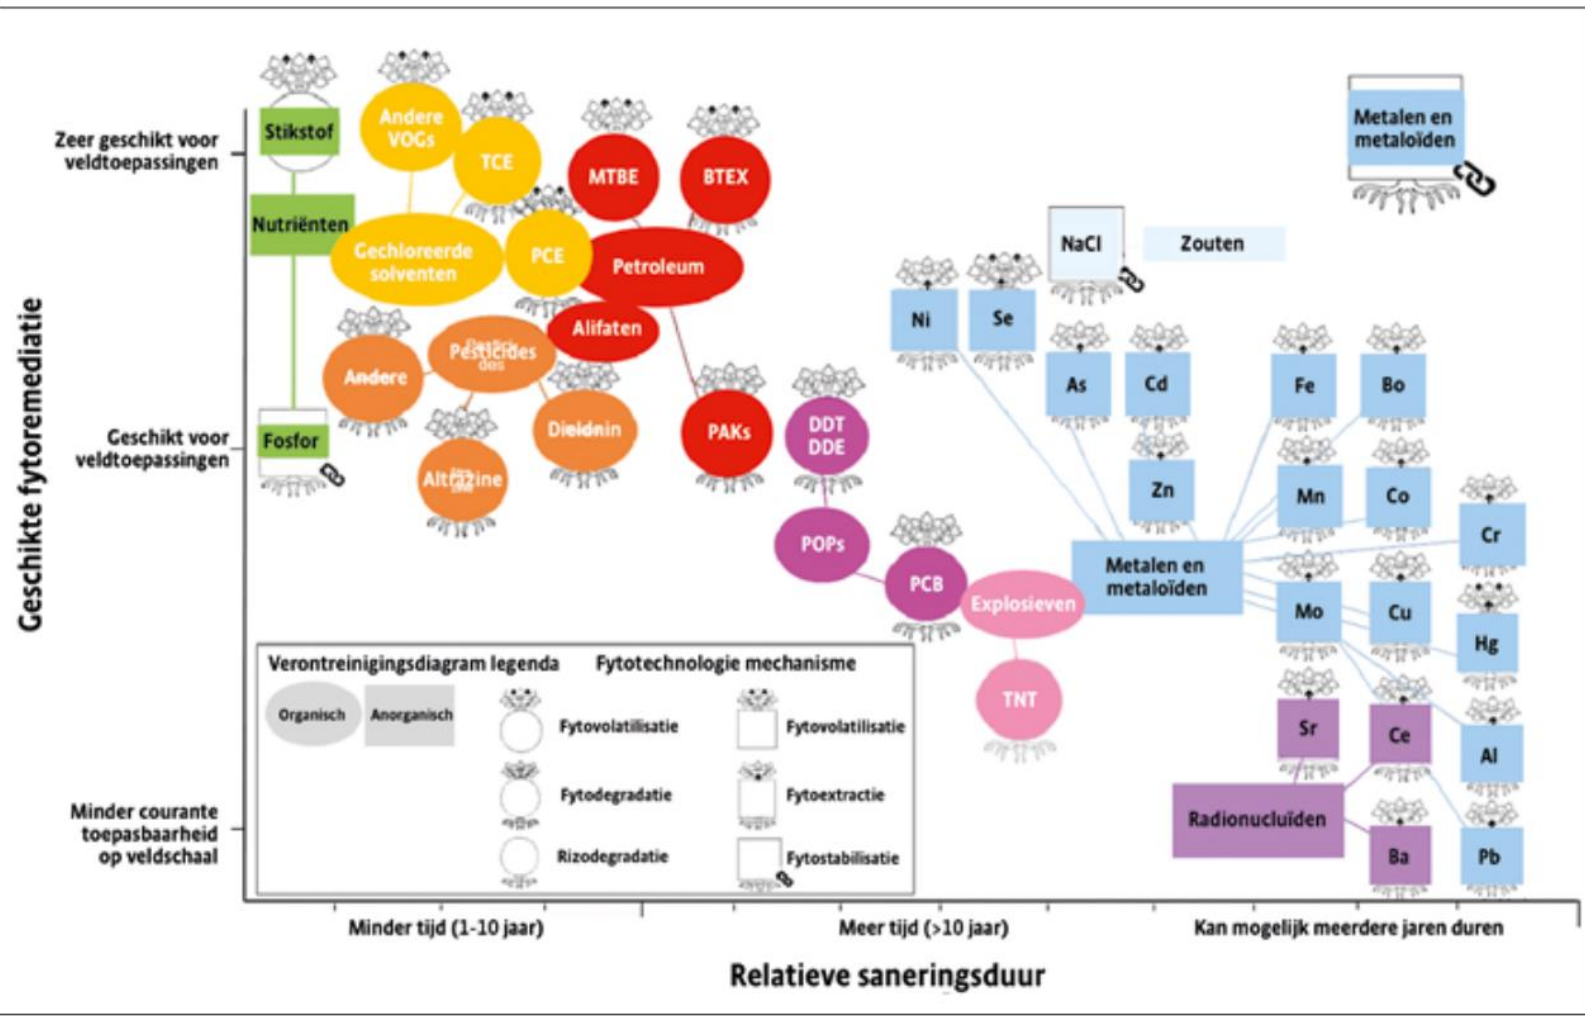 Geschikte fytoremediatie
Zeer geschikt voor
veldtoepassingen
Geschikt voor
veldtoepassingen
Minder courante
toepasbaarheid
op veldschaal
Stikstof
Nutriënten
Fosfor
Andere
VOGs
TCE
Gechloreerde
solventen
PCE
MTBE
BTEX
Petroleum
Alifaten
PAKs
Pesticides
Andere
DDT
DDE
POPs
PCB
Explosieven
TNT
Metalen en
metaloïden
NaCl
Zouten
Ni
Se
As
Cd
Zn
Fe
Bo
Mn
Co
Cr
Metalen en
metaloïden
Mo
Cu
Hg
Sr
Ce
Al
Radionucluïden
Ba
Pb
Verontreinigingsdiagram legenda
Fytotechnologie mechanisme
Organisch
Anorganisch
Fytovolatilisatie
Fytovolatilisatie
Fytodegradatie
Fytoextractie
Rizodegradatie
Fytostabilisatie
Minder tijd (1-10 jaar)
Meer tijd (>10 jaar)
Kan mogelijk meerdere jaren duren
Relatieve saneringsduur